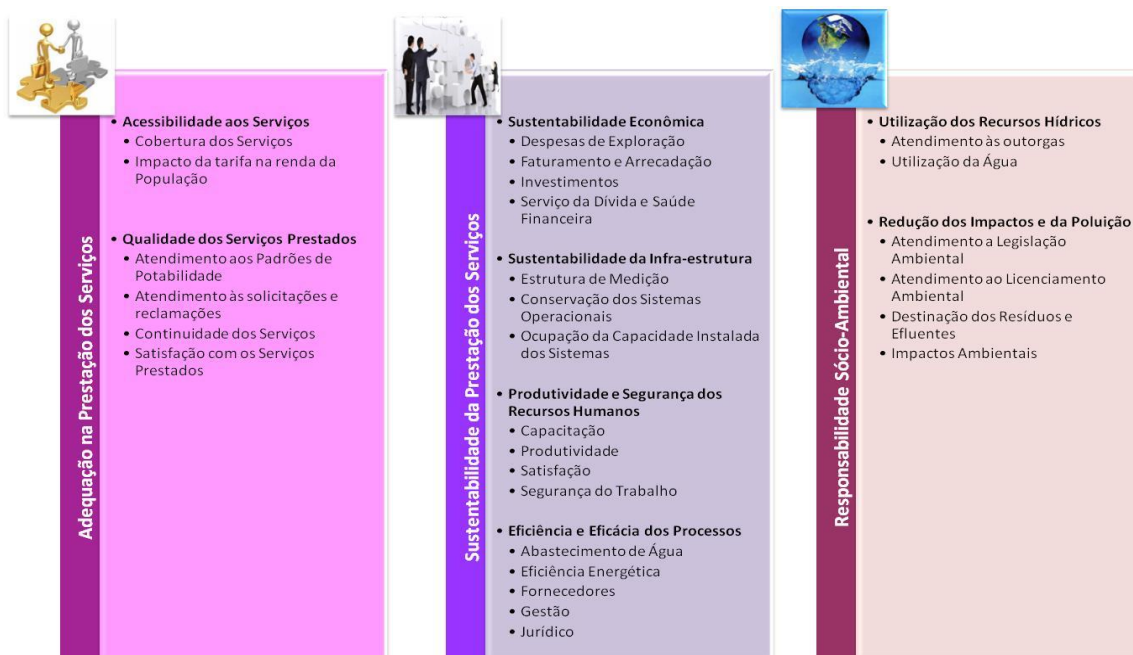 Adequação na Prestação dos Serviços
• Acessibilidade aos Serviços
• Cobertura dos Serviços
• Impacto da tarifa na renda da
População
• Qualidade dos Serviços Prestados
• Atendimento aos Padrões de
Potabilidade
• Atendimento às solicitações e
reclamações
• Continuidade dos Serviços
• Satisfação com os Serviços
Prestados
Sustentabilidade da Prestação dos Serviços
• Sustentabilidade Econômica
• Despesas de Exploração
• Faturamento e Arrecadação
• Investimentos
• Serviço da Dívida e Saúde
Financeira
• Sustentabilidade da Infra-estrutura
• Estrutura de Medição
• Conservação dos Sistemas
Operacionais
• Ocupação da Capacidade Instalada
dos Sistemas
• Produtividade e Segurança dos
Recursos Humanos
• Capacitação
• Produtividade
• Satisfação
• Segurança do Trabalho
• Eficiência e Eficácia dos Processos
• Abastecimento de Água
• Eficiência Energética
• Fornecedores
• Gestão
• Jurídico
Responsabilidade Sócio-Ambiental
• Utilização dos Recursos Hídricos
• Atendimento às outorgas
• Utilização da Água
• Redução dos Impactos e da Poluição
• Atendimento a Legislação
Ambiental
• Atendimento ao Licenciamento
Ambiental
• Destinação dos Resíduos e
Efluentes
• Impactos Ambientais